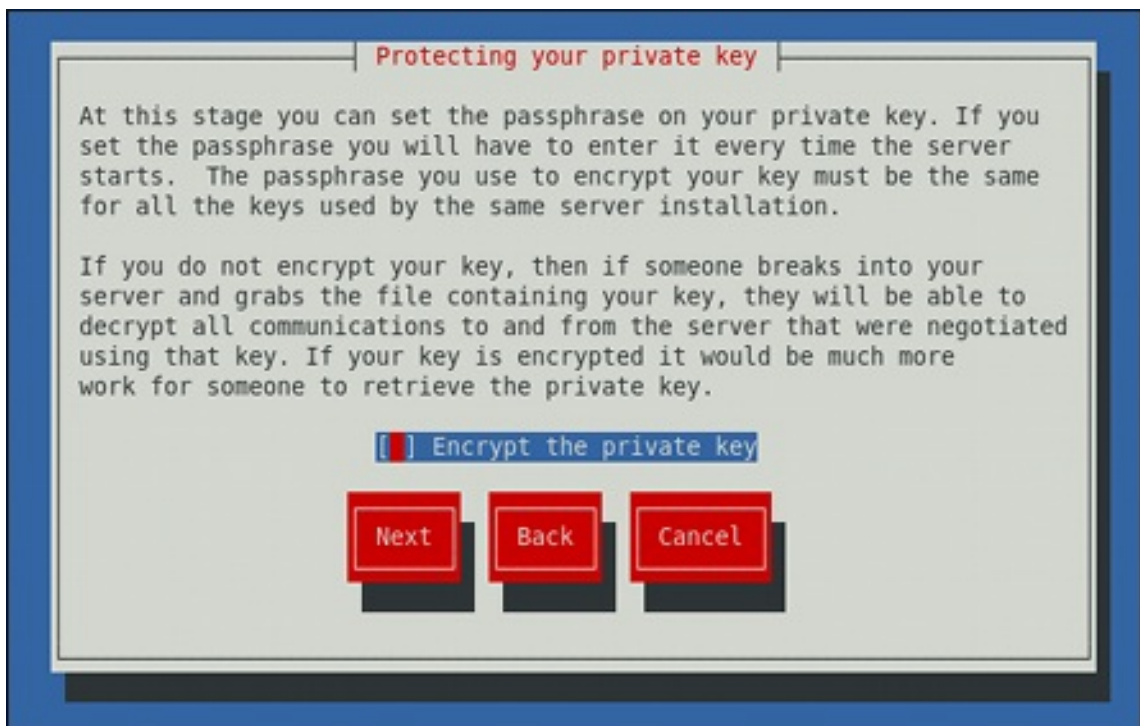 Protecting your private key
At this stage you can set the passphrase on your private key. If you
set the passphrase you will have to enter it every time the server
starts.  The passphrase you use to encrypt your key must be the same
for all the keys used by the same server installation.
If you do not encrypt your key, then if someone breaks into your
server and grabs the file containing your key, they will be able to
decrypt all communications to and from the server that were negotiated
using that key. If your key is encrypted it would be much more
work for someone to retrieve the private key.
[ ] Encrypt the private key
Next Back Cancel